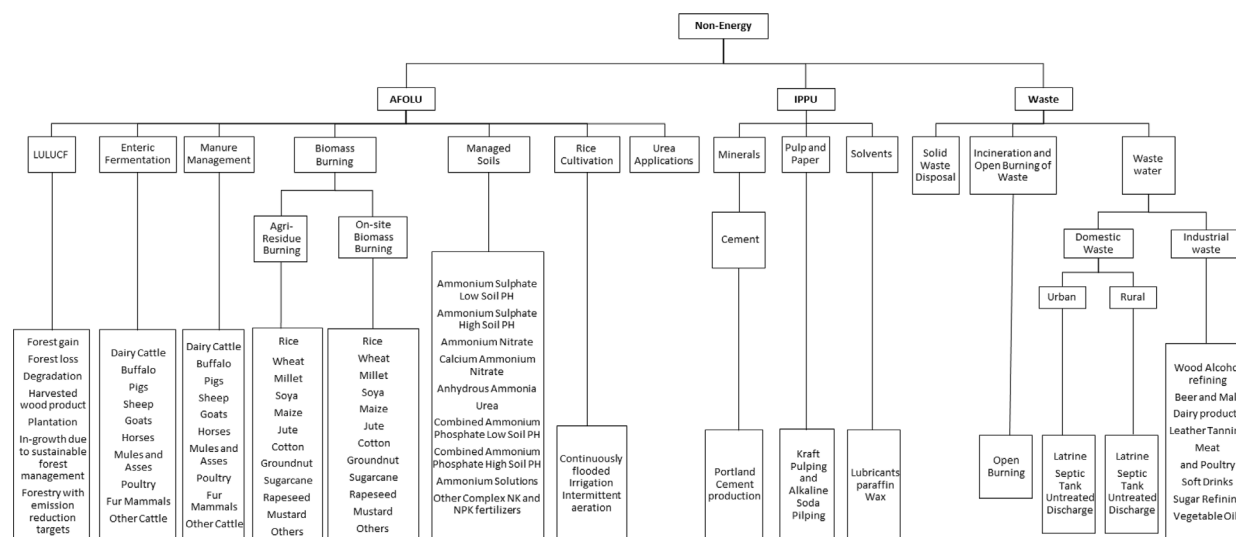 Non-Energy
AFOLU
IPPU
Waste
LULUCF
Enteric
Fermentation
Manure
Management
Biomass
Burning
Managed
Soils
Rice
Cultivation
Urea
Applications
Minerals
Pulp and
Paper
Solvents
Solid
Waste
Disposal
Incineration and
Open Burning of
Waste
Waste
water
Agri-
Residue
Burning
On-site
Biomass
Burning
Cement
Domestic
Waste
Industrial
waste
Urban
Rural
Forest gain
Forest loss
Degradation
Harvested
wood product
Plantation
In-growth due
to sustainable
forest
management
Forestry with
emission
reduction
targets
Dairy Cattle
Buffalo
Pigs
Sheep
Goats
Horses
Mules and
Asses
Poultry
Fur Mammals
Other Cattle
Dairy Cattle
Buffalo
Pigs
Sheep
Goats
Horses
Mules and
Asses
Poultry
Fur
Mammals
Other Cattle
Rice
Wheat
Millet
Soya
Maize
Jute
Cotton
Groundnut
Sugarcane
Rapeseed
Mustard
Others
Rice
Wheat
Millet
Soya
Maize
Jute
Cotton
Groundnut
Sugarcane
Rapeseed
Mustard
Others
Ammonium Sulphate
Low Soil PH
Ammonium Sulphate
High Soil PH
Ammonium Nitrate
Calcium Ammonium
Nitrate
Anhydrous Ammonia
Urea
Combined Ammonium
Phosphate Low Soil PH
Combined Ammonium
Phosphate High Soil PH
Ammonium Solutions
Other Complex NK and
NPK fertilizers
Continuously
flooded
Irrigation
Intermittent
aeration
Portland
Cement
production
Kraft
Pulping
and
Alkaline
Soda
Pilping
Lubricants
paraffin
Wax
Open
Burning
Latrine
Septic
Tank
Untreated
Discharge
Latrine
Septic
Tank
Untreated
Discharge
Wood Alcoho
refining
Beer and Mal
Dairy product
Leather Tannin
Meat
and Poultry
Soft Drinks
Sugar Refinin
Vegetable Oil